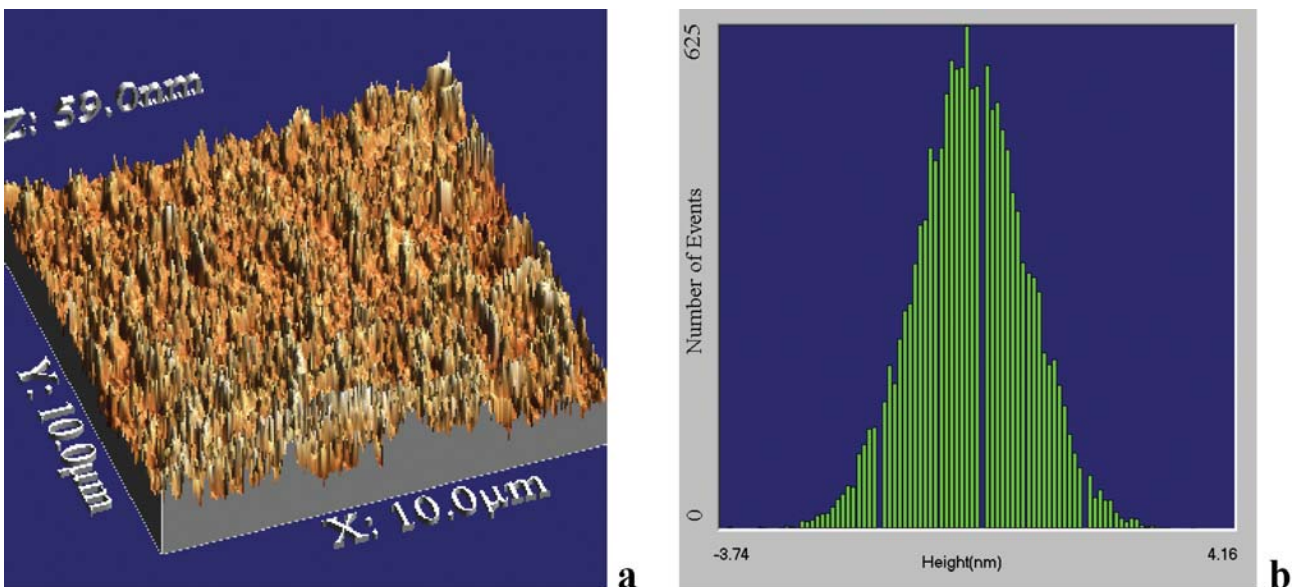 Z: 59.0nm
Y: 10.0µm
X: 10.0µm
a
625
Number of Events
0
-3.74
Height(nm)
4.16
b